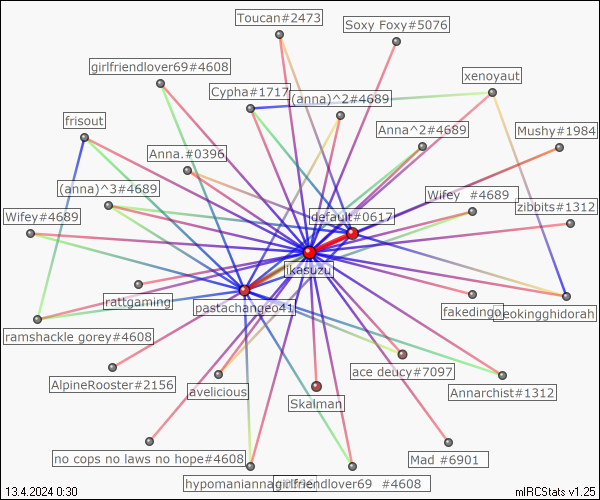 Toucan#2473
Soxy Foxy#5076
girlfriendlover69#4608
xenoyaut
Cypha#1717
(anna)^2#4689
frisout
Anna^2#4689
Mushy#1984
Anna.#0396
(anna)^3#4689
Wifey #4689
zibbits#1312
Wifey#4689
default#0617
ikasuzu
rattgaming
pastachangeo41
fakedingo
eokingghidorah
ramshackle gorey#4608
ace deucy#7097
AlpineRooster#2156
avelicious
Annarchist#1312
Skalman
no cops no laws no hope#4608
Mad #6901
hypomaniannagirlfriendlover69 #4608
13.4.2024 0:30
mIRCStats v1.25